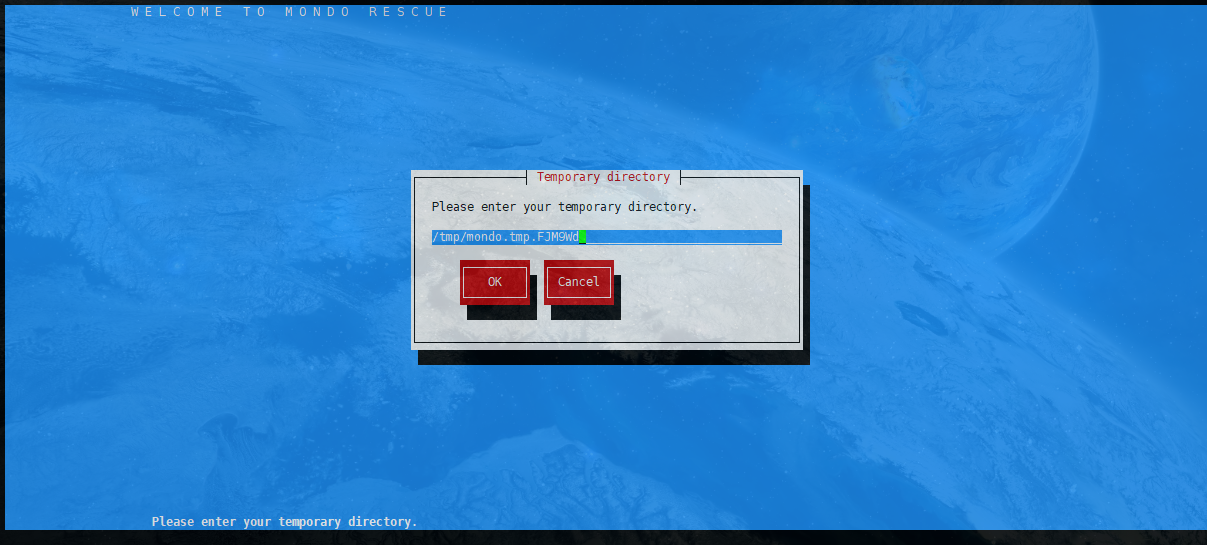 WELCOME TO MONDO RESCUE
Temporary directory
Please enter your temporary directory.
/tmp/mondo.tmp.FJM9Wd
OK Cancel
Please enter your temporary directory.